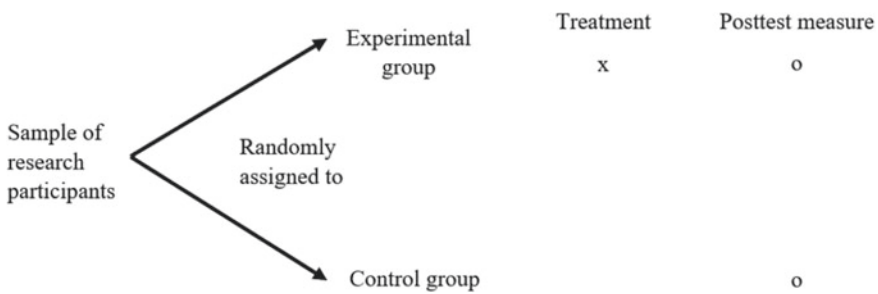 Treatment
Posttest measure
Experimental
group
x
o
Sample of
research
participants
Randomly
assigned to
Control group
o